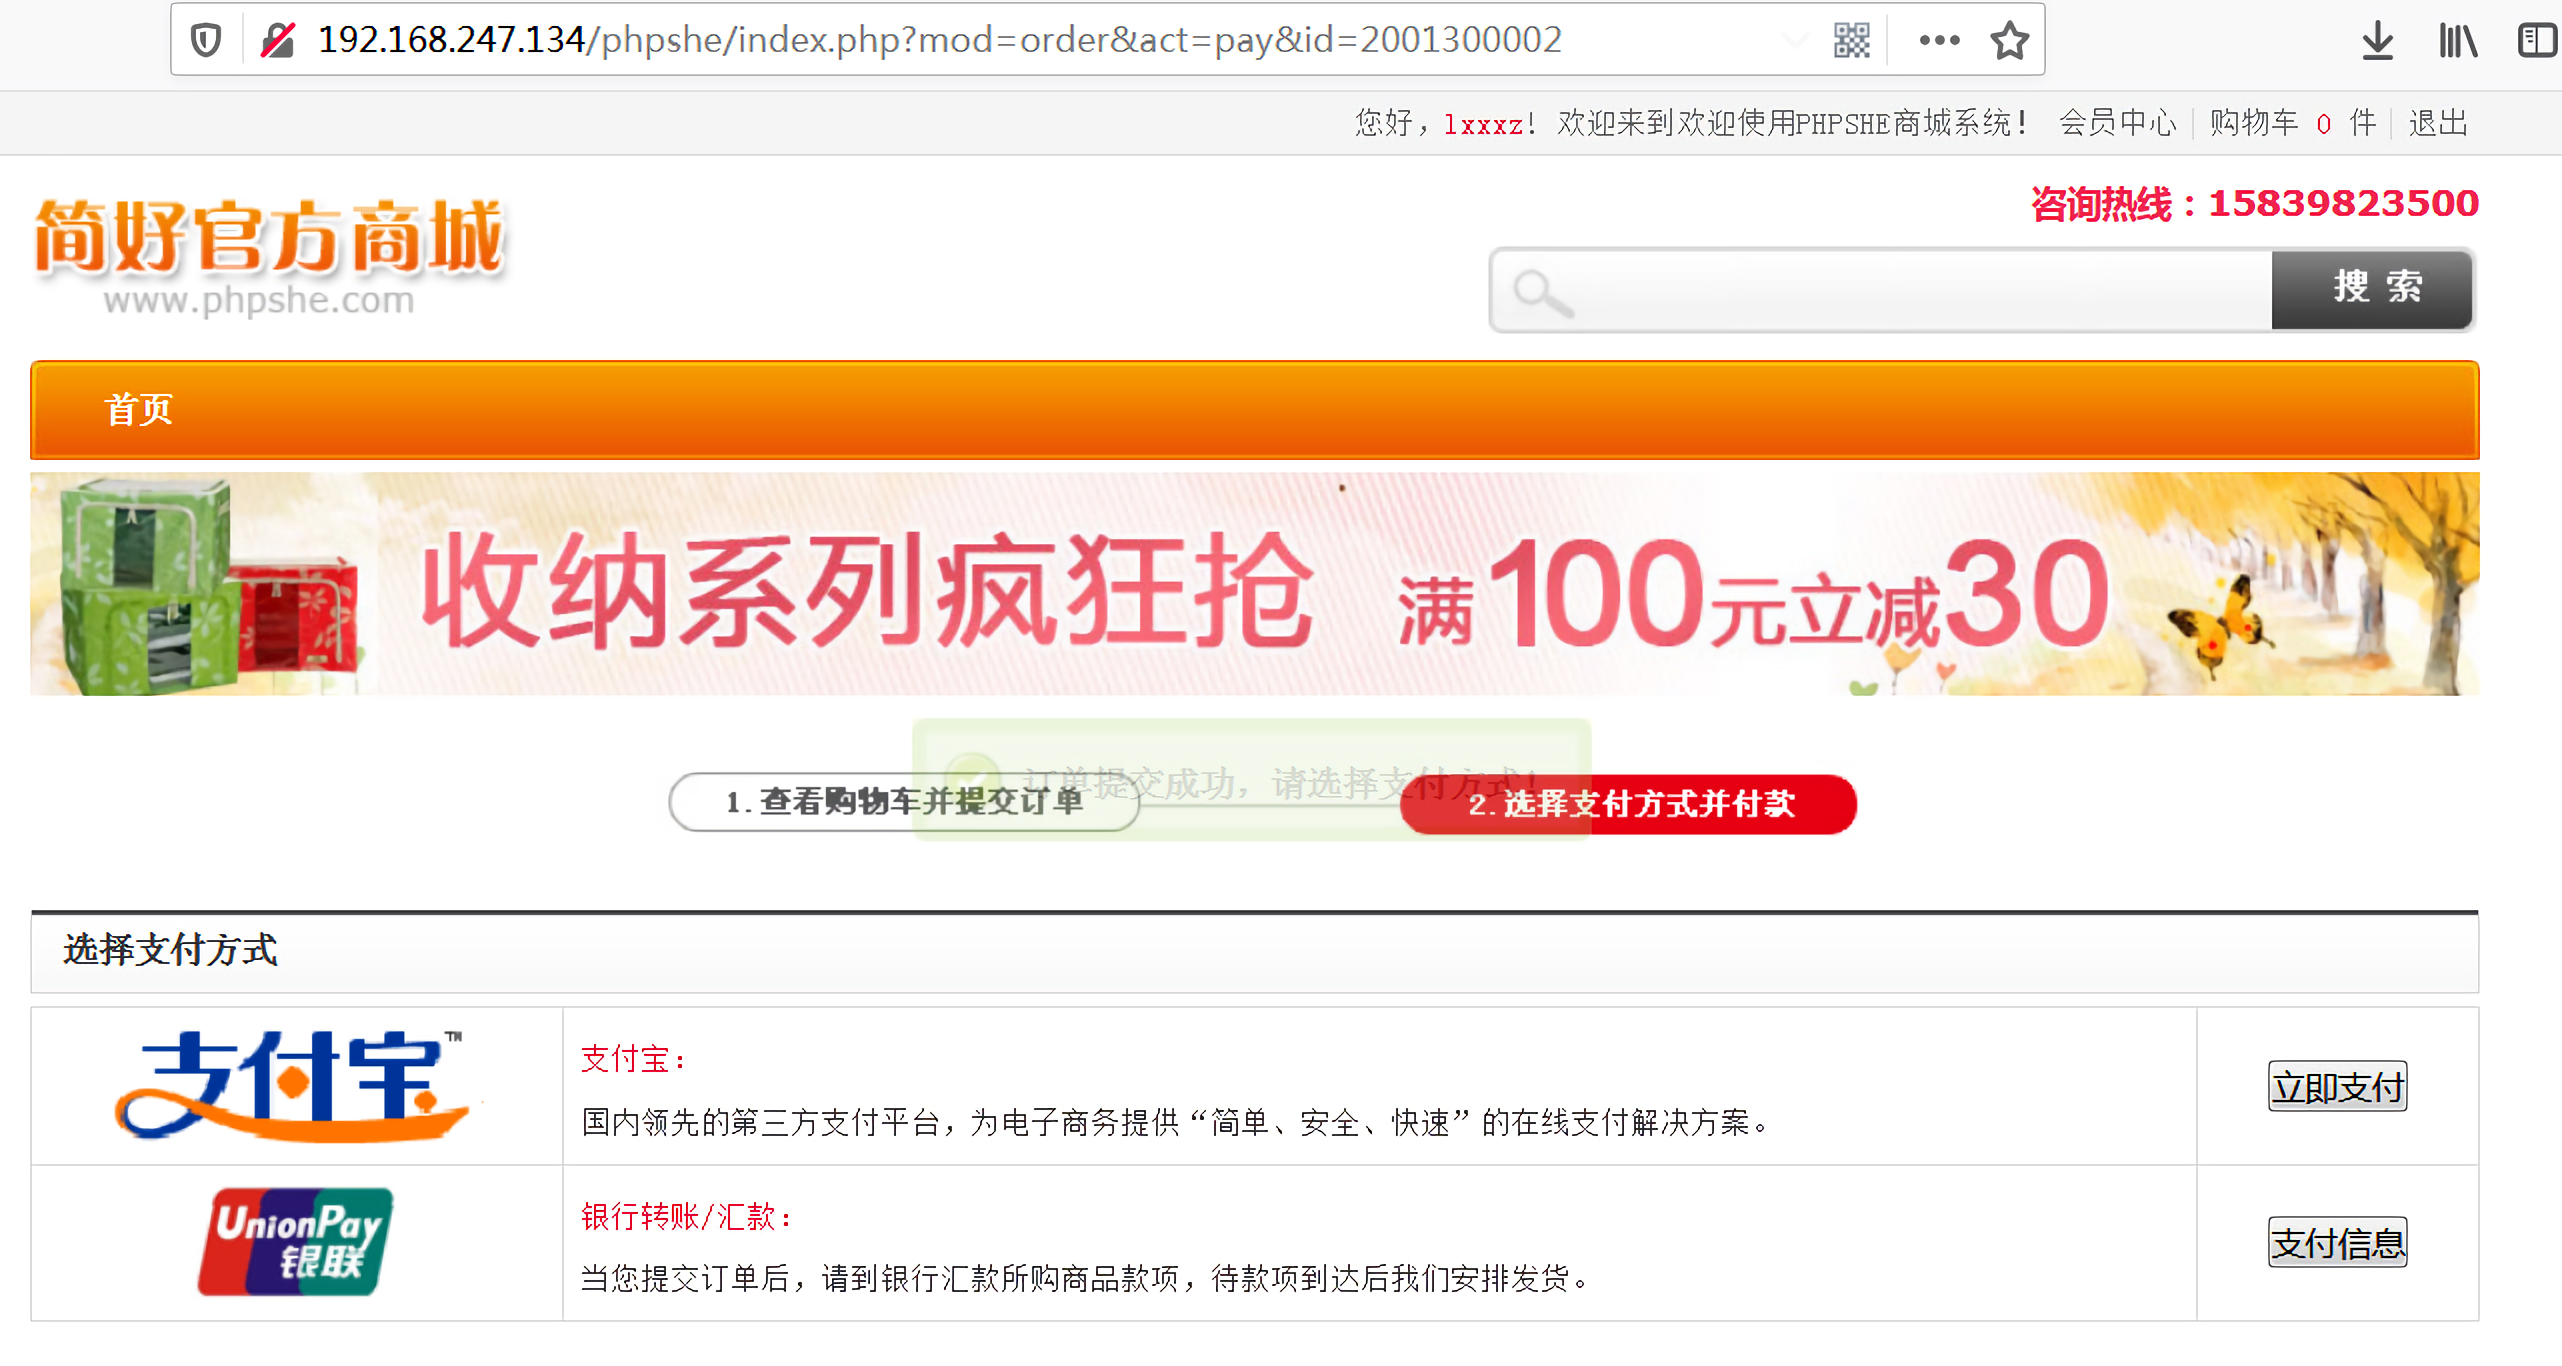 192.168.247.134/phpshe/index.php?mod=order&act=pay&id=2001300002
您好，lxxxz！欢迎来到欢迎使用PHPSHE商城系统！ 会员中心 购物车 0 件 退出
咨询热线：15839823500
简好官方商城
www.phpshe.com
搜 索
首页
收纳系列疯狂抢 满100元立减30
订单提交成功，请选择支付方式！
1.查看购物车并提交订单
2.选择支付方式并付款
选择支付方式
支付宝™
支付宝：
国内领先的第三方支付平台，为电子商务提供“简单、安全、快速”的在线支付解决方案。
立即支付
UnionPay
银联
银行转账/汇款：
当您提交订单后，请到银行汇款所购商品款项，待款项到达后我们安排发货。
支付信息